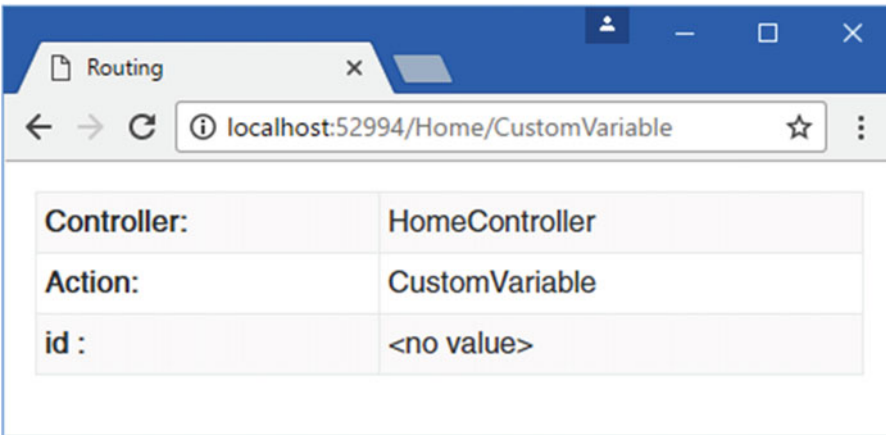 Routing
localhost:52994/Home/CustomVariable
Controller: HomeController
Action: CustomVariable
id : <no value>